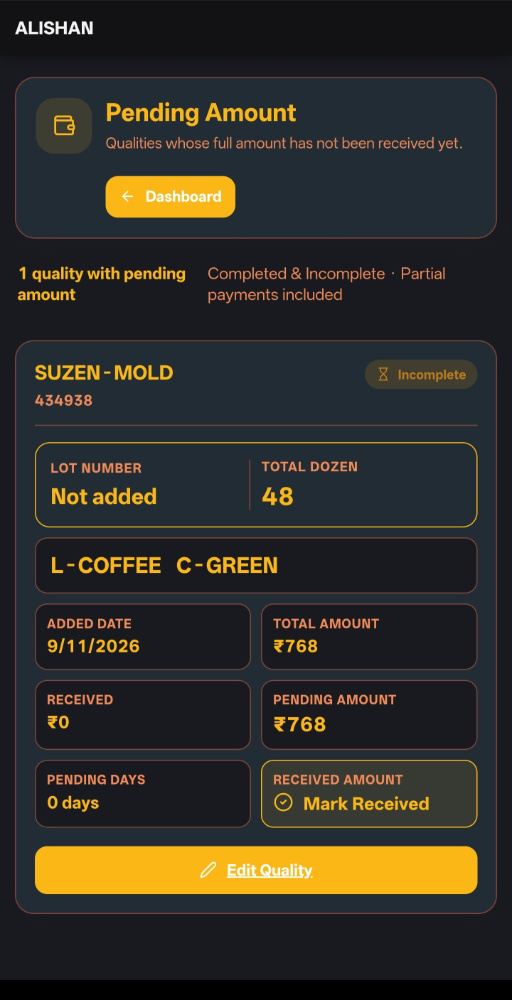 ALISHAN
Pending Amount
Qualities whose full amount has not been received yet.
Dashboard
1 quality with pending
amount
Completed & Incomplete · Partial
payments included
SUZEN-MOLD
Incomplete
434938
LOT NUMBER
Not added
TOTAL DOZEN
48
L-COFFEE C-GREEN
ADDED DATE
9/11/2026
TOTAL AMOUNT
₹768
RECEIVED
₹0
PENDING AMOUNT
₹768
PENDING DAYS
0 days
RECEIVED AMOUNT
Mark Received
Edit Quality